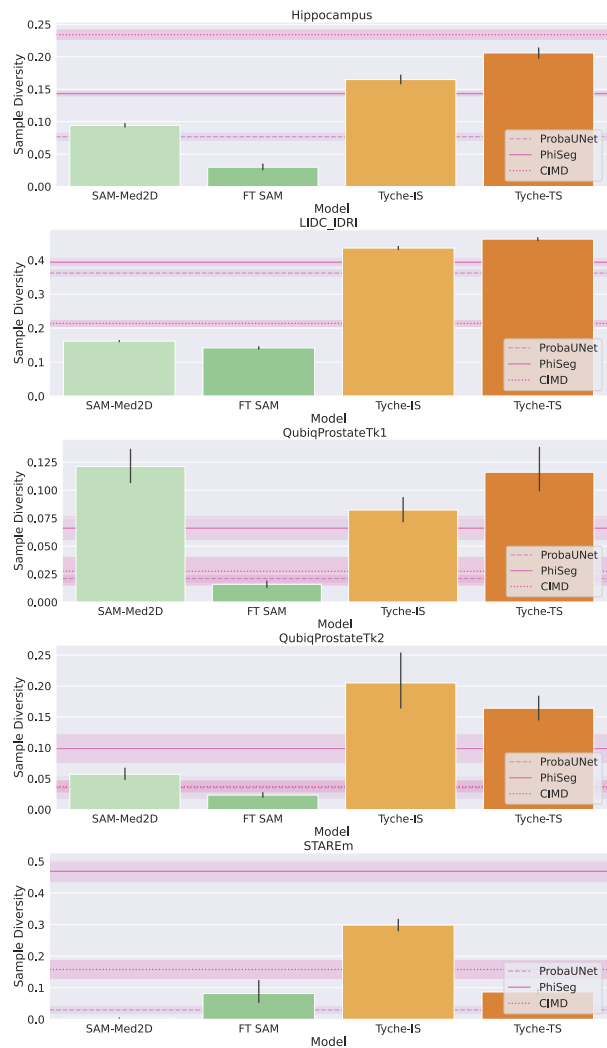 Hippocampus
0.25
0.20
0.15
0.10
0.05
0.00
Sample Diversity
ProbaUNet
PhiSeg
CIMD
SAM-Med2D FT SAM Tyche-IS Tyche-TS
Model
LIDC_IDRI
0.4
0.3
0.2
0.1
0.0
Sample Diversity
ProbaUNet
PhiSeg
CIMD
SAM-Med2D FT SAM Tyche-IS Tyche-TS
Model
QubiqProstateTk1
0.125
0.100
0.075
0.050
0.025
0.000
Sample Diversity
ProbaUNet
PhiSeg
CIMD
SAM-Med2D FT SAM Tyche-IS Tyche-TS
Model
QubiqProstateTk2
0.25
0.20
0.15
0.10
0.05
0.00
Sample Diversity
ProbaUNet
PhiSeg
CIMD
SAM-Med2D FT SAM Tyche-IS Tyche-TS
Model
STAREm
0.5
0.4
0.3
0.2
0.1
0.0
Sample Diversity
ProbaUNet
PhiSeg
CIMD
SAM-Med2D FT SAM Tyche-IS Tyche-TS
Model